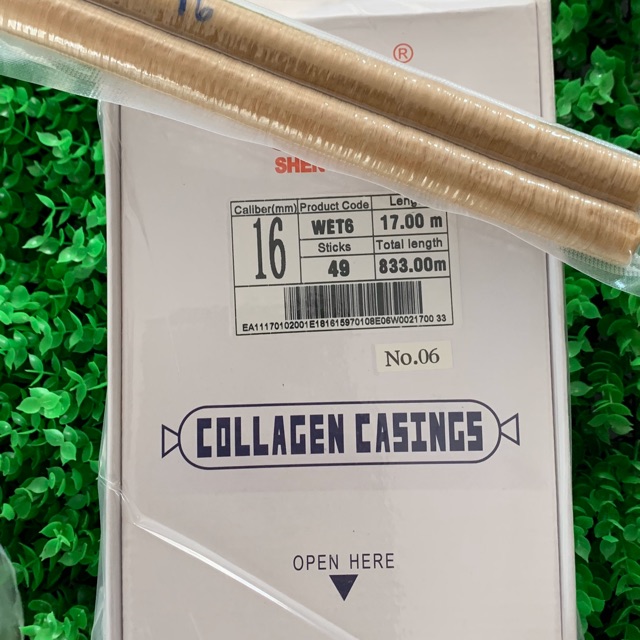 16
®
SHEN
Caliber(mm) Product Code Leng
16 WET6 17.00 m
Sticks Total length
49 833.00m
EA11170102001E181615970108E06W0021700 33
No.06
COLLAGEN CASINGS
OPEN HERE